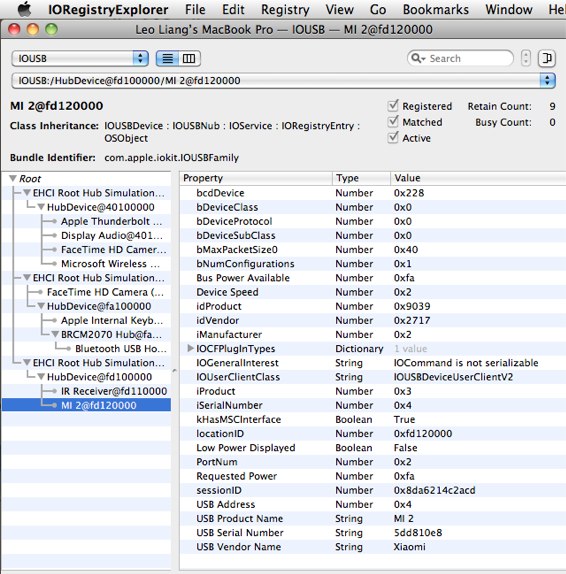 IORegistryExplorer File Edit Registry View Go Bookmarks Window Hel
Leo Liang's MacBook Pro — IOUSB — MI 2@fd120000
IOUSB Search
IOUSB:/HubDevice@fd100000/MI 2@fd120000
MI 2@fd120000
Class Inheritance: IOUSBDevice : IOUSBNub : IOService : IORegistryEntry :
OSObject
Bundle Identifier: com.apple.iokit.IOUSBFamily
Registered Retain Count: 9
Matched Busy Count: 0
Active
Root
EHCI Root Hub Simulation...
HubDevice@40100000
Apple Thunderbolt ...
Display Audio@401...
FaceTime HD Camer...
Microsoft Wireless ...
EHCI Root Hub Simulation...
FaceTime HD Camera (...
HubDevice@fa100000
Apple Internal Keyb...
BRCM2070 Hub@fa...
Bluetooth USB Ho...
EHCI Root Hub Simulation...
HubDevice@fd100000
IR Receiver@fd110000
MI 2@fd120000
Property Type Value
bcdDevice Number 0x228
bDeviceClass Number 0x0
bDeviceProtocol Number 0x0
bDeviceSubClass Number 0x0
bMaxPacketSize0 Number 0x40
bNumConfigurations Number 0x1
Bus Power Available Number 0xfa
Device Speed Number 0x2
idProduct Number 0x9039
idVendor Number 0x2717
iManufacturer Number 0x2
IOCFPlugInTypes Dictionary 1 value
IOGeneralInterest String IOCommand is not serializable
IOUserClientClass String IOUSBDeviceUserClientV2
iProduct Number 0x3
iSerialNumber Number 0x4
kHasMSCInterface Boolean True
locationID Number 0xfd120000
Low Power Displayed Boolean False
PortNum Number 0x2
Requested Power Number 0xfa
sessionID Number 0x8da6214c2acd
USB Address Number 0x4
USB Product Name String MI 2
USB Serial Number String 5dd810e8
USB Vendor Name String Xiaomi